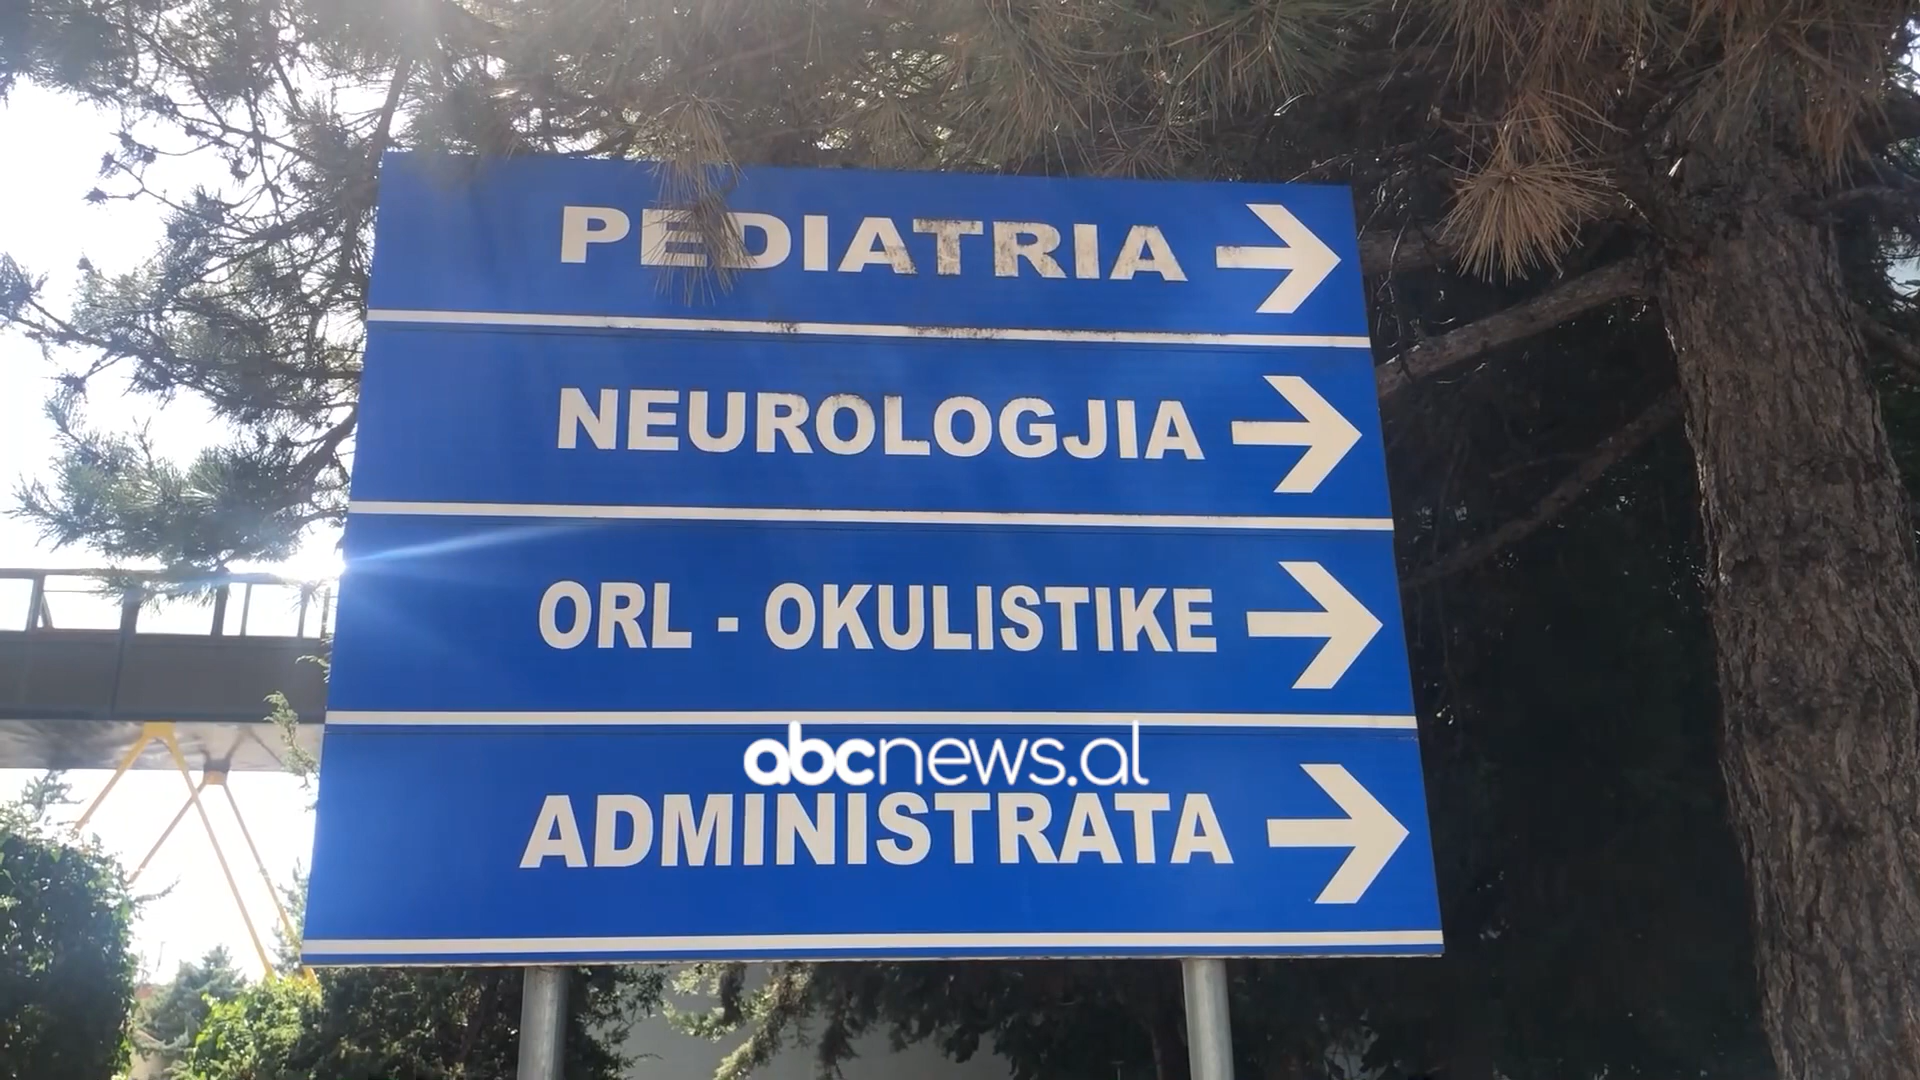 PEDIATRIA
NEUROLOGJIA
ORL - OKULISTIKE
abcnews.al
ADMINISTRATA